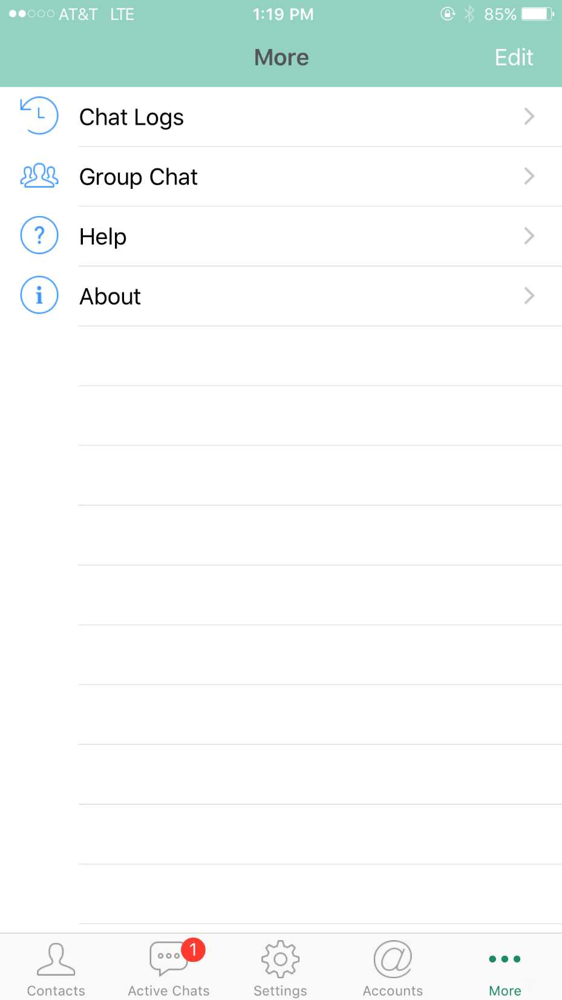 AT&T LTE 1:19 PM 85%
More Edit
Chat Logs
Group Chat
Help
About
1
Contacts Active Chats Settings Accounts More